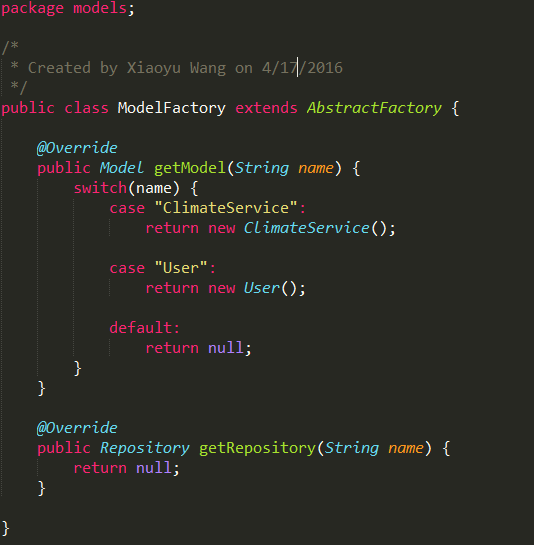 package models;
/*
 * Created by Xiaoyu Wang on 4/17/2016
 */
public class ModelFactory extends AbstractFactory {
    @Override
    public Model getModel(String name) {
        switch(name) {
            case "ClimateService":
                return new ClimateService();
            case "User":
                return new User();
            default:
                return null;
        }
    }
    @Override
    public Repository getRepository(String name) {
        return null;
    }
}